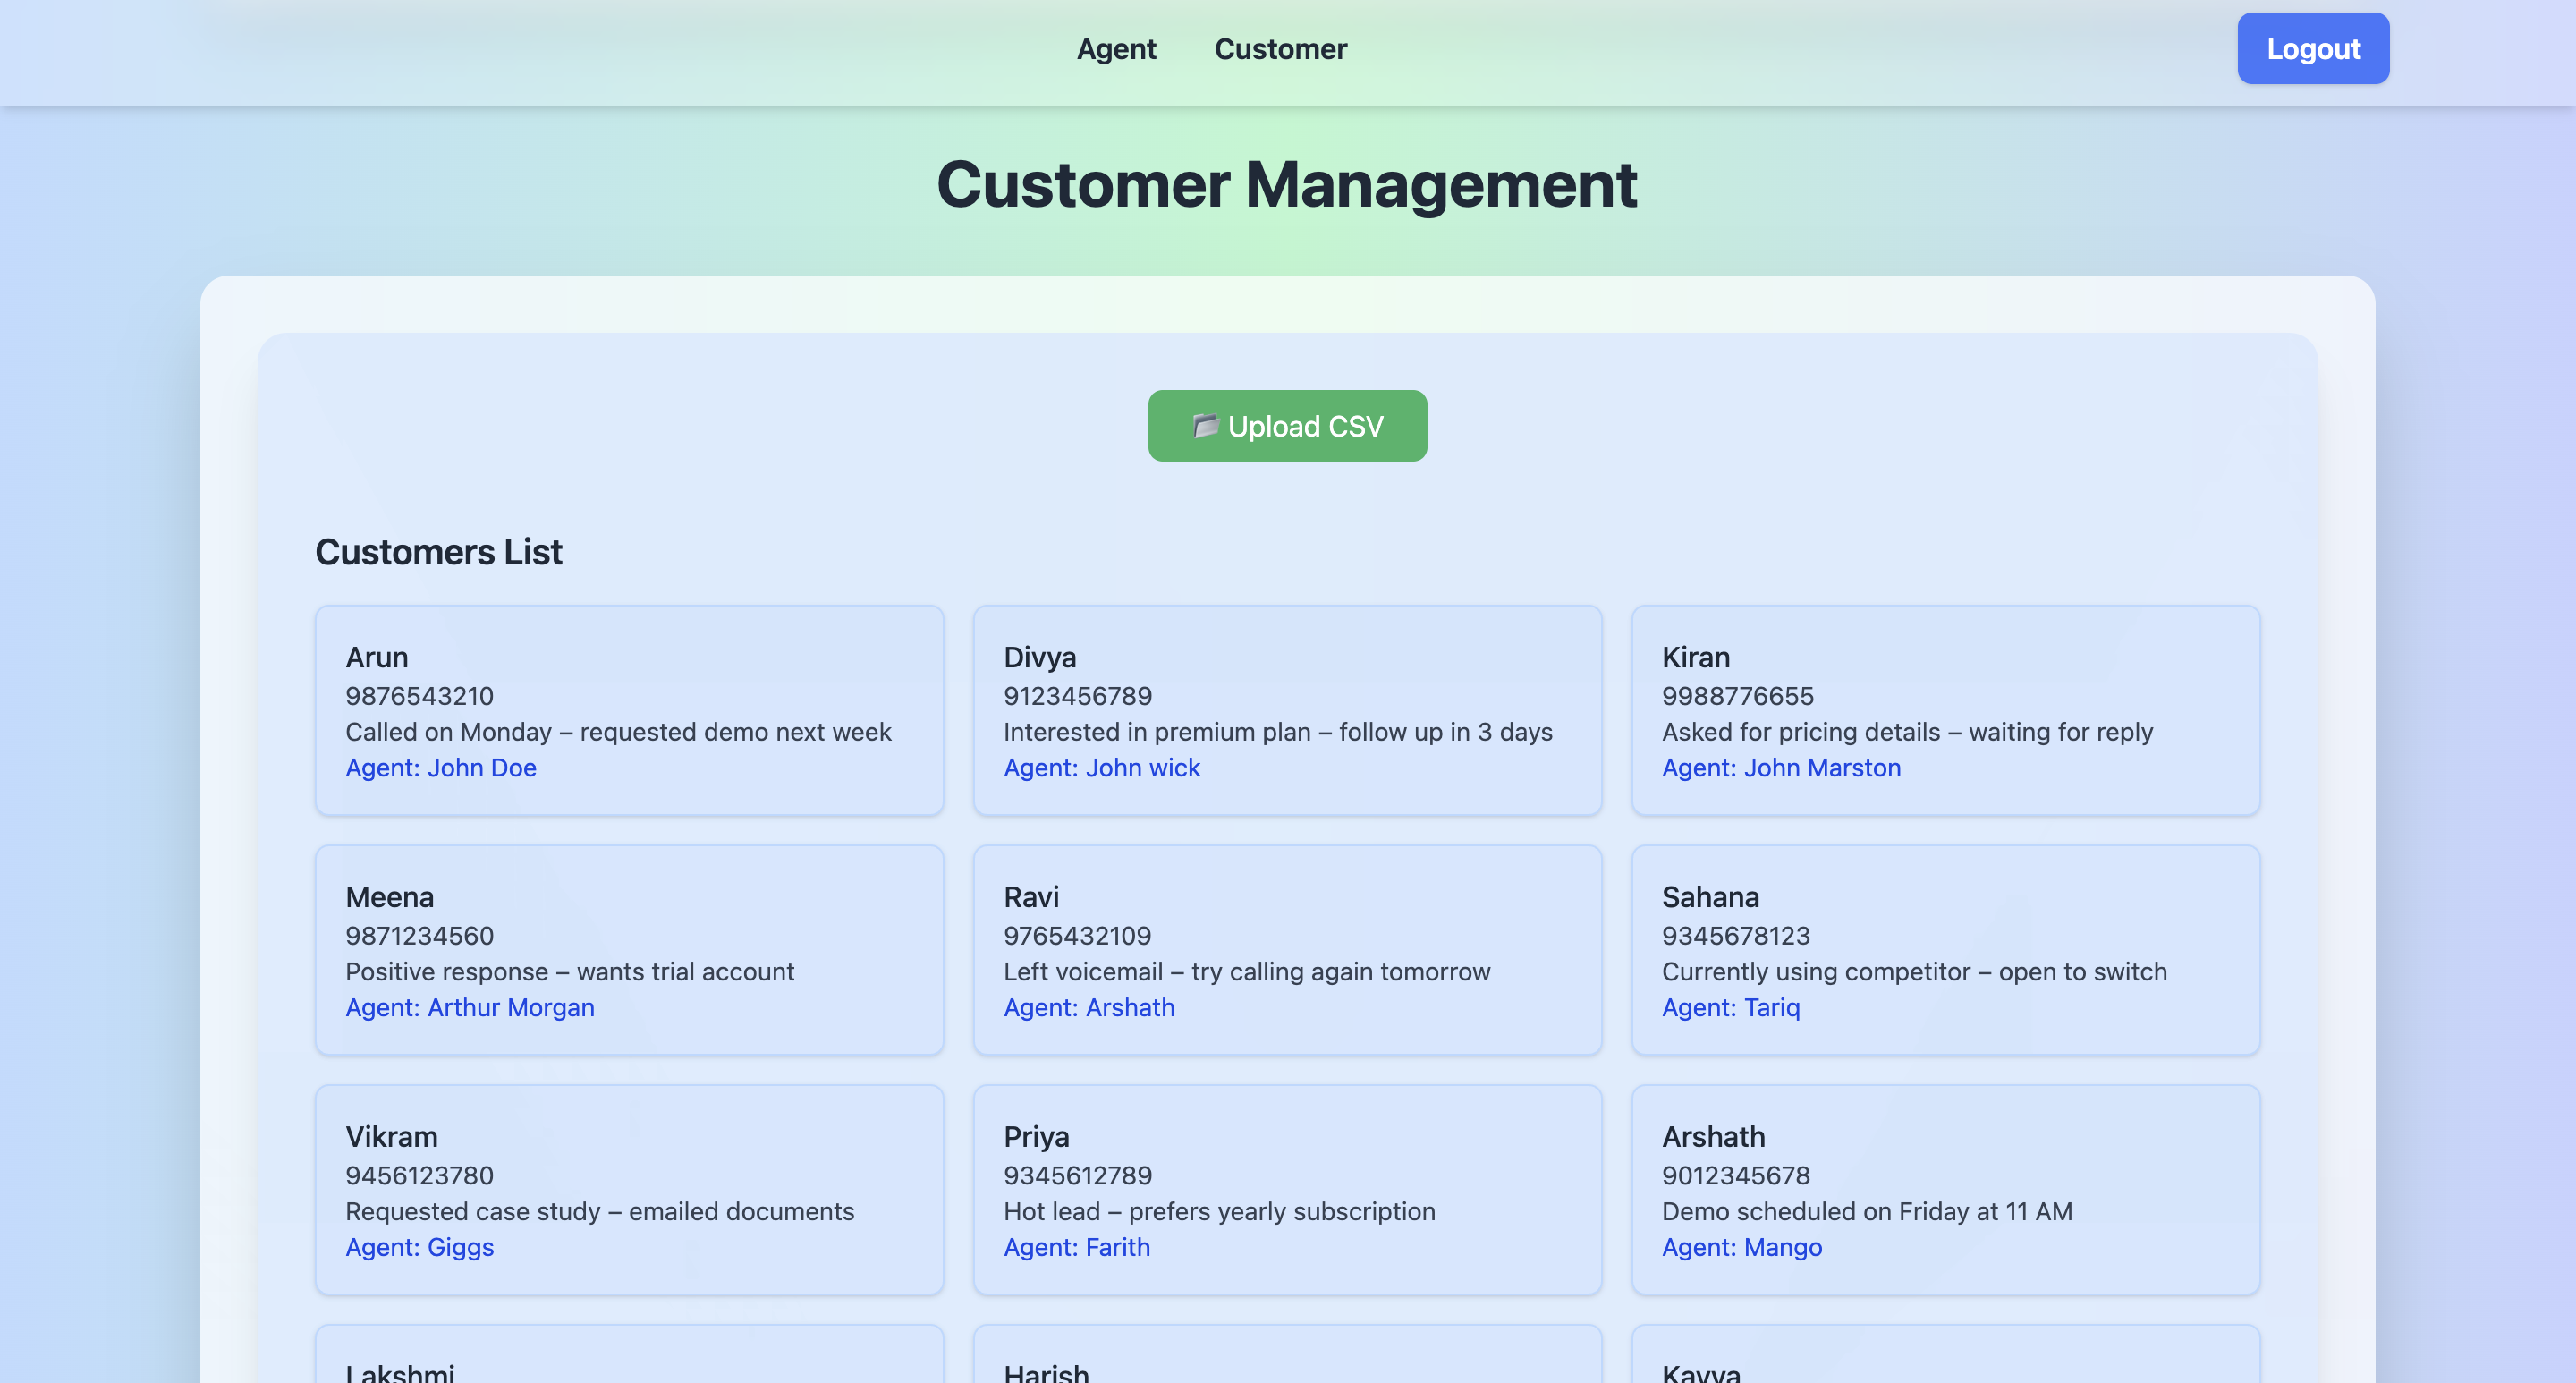 Agent
Customer
Logout
Customer Management
Upload CSV
Customers List
Arun
9876543210
Called on Monday – requested demo next week
Agent: John Doe
Divya
9123456789
Interested in premium plan – follow up in 3 days
Agent: John wick
Kiran
9988776655
Asked for pricing details – waiting for reply
Agent: John Marston
Meena
9871234560
Positive response – wants trial account
Agent: Arthur Morgan
Ravi
9765432109
Left voicemail – try calling again tomorrow
Agent: Arshath
Sahana
9345678123
Currently using competitor – open to switch
Agent: Tariq
Vikram
9456123780
Requested case study – emailed documents
Agent: Giggs
Priya
9345612789
Hot lead – prefers yearly subscription
Agent: Farith
Arshath
9012345678
Demo scheduled on Friday at 11 AM
Agent: Mango
Lakshmi
Harish
Kavya